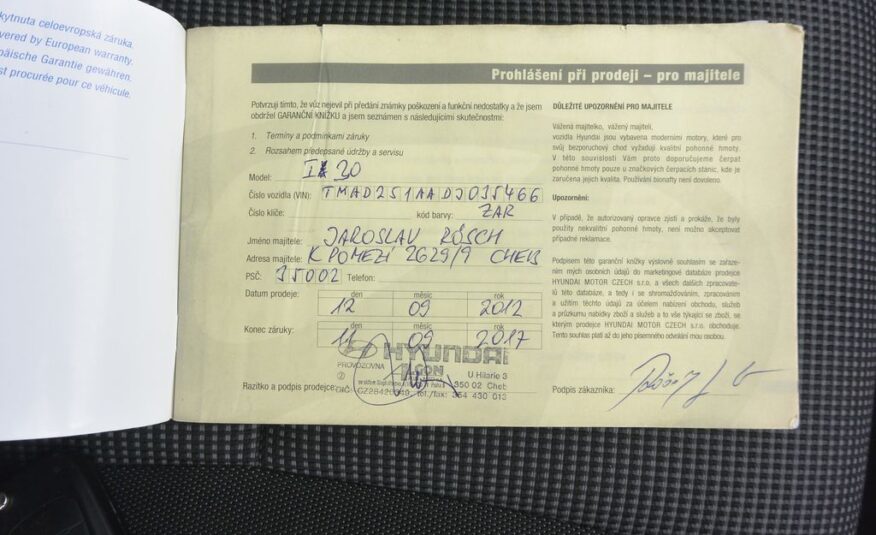 kytnuta celoevropská záruka.
vered by European warranty.
päische Garantie gewähren.
st procurée pour ce véhicule.
Prohlášení při prodeji – pro majitele
Potvrzuji tímto, že vůz nejevil při předání známky poškození a funkční nedostatky a že jsem
obdržel GARANČNÍ KNÍŽKU a jsem seznámen s následujícími skutečnostmi:
1. Termíny a podmínkami záruky
2. Rozsahem předepsané údržby a servisu
Model: IX 30
Číslo vozidla (VIN): TMAD251AADJ035466
Číslo klíče: kód barvy: ZAR
Jméno majitele: JAROSLAV RÖSCH
Adresa majitele: K POMEZÍ 2629/9 CHEB
PSČ: 35002 Telefon:
Datum prodeje: den měsíc rok
12 09 2012
Konec záruky: den měsíc rok
11 09 2017
HYUNDAI
PROVOZOVNA
U Hilarie 3
350 02 Cheb
Razítko a podpis prodejce:
tel./fax: 354 430 013
DŮLEŽITÉ UPOZORNĚNÍ PRO MAJITELE
Vážená majitelko, vážený majiteli,
vozidla Hyundai jsou vybavena moderními motory, které pro
svůj bezporuchový chod vyžadují kvalitní pohonné hmoty.
V této souvislosti Vám proto doporučujeme čerpat
pohonné hmoty pouze u značkových čerpacích stanic, kde je
zaručena jejich kvalita. Používání bionafty není dovoleno.
Upozornění:
V případě, že autorizovaný opravce zjistí a prokáže, že byly
použity nekvalitní pohonné hmoty, není možno akceptovat
případné reklamace.
Podpisem této garanční knížky výslovně souhlasím se zařaze-
ním mých osobních údajů do marketingové databáze prodejce
HYUNDAI MOTOR CZECH s.r.o. a všech dalších zpracovate-
lů této databáze, a tedy i se shromažďováním, zpracováním
a užitím těchto údajů za účelem nabízení obchodu, služeb
a průzkumu nabídky zboží a služeb a to vše týkající se zboží, se
kterým prodejce HYUNDAI MOTOR CZECH s.r.o. obchoduje.
Tento souhlas platí až do jeho písemného odvolání mou osobou.
Podpis zákazníka: